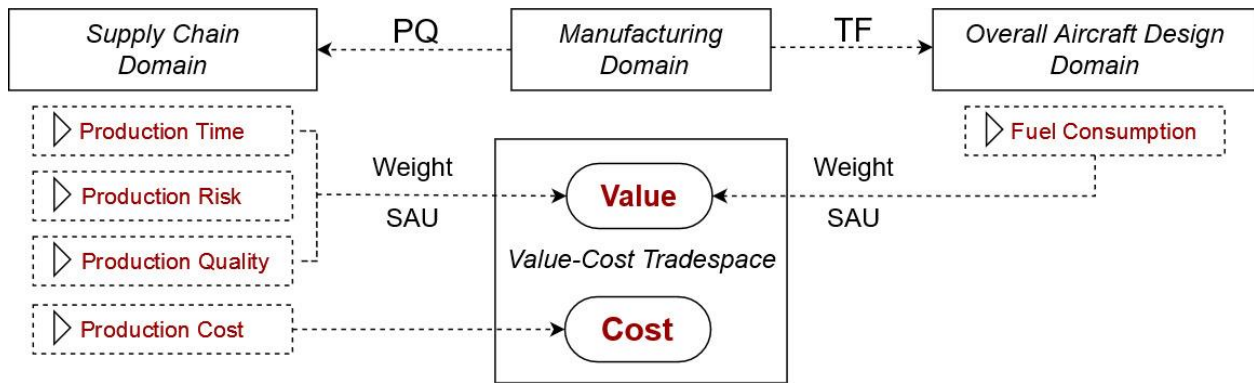 Supply Chain
Domain
PQ
Manufacturing
Domain
TF
Overall Aircraft Design
Domain
Production Time
Production Risk
Production Quality
Production Cost
Weight
SAU
Value
Value-Cost Tradespace
Cost
Weight
SAU
Fuel Consumption